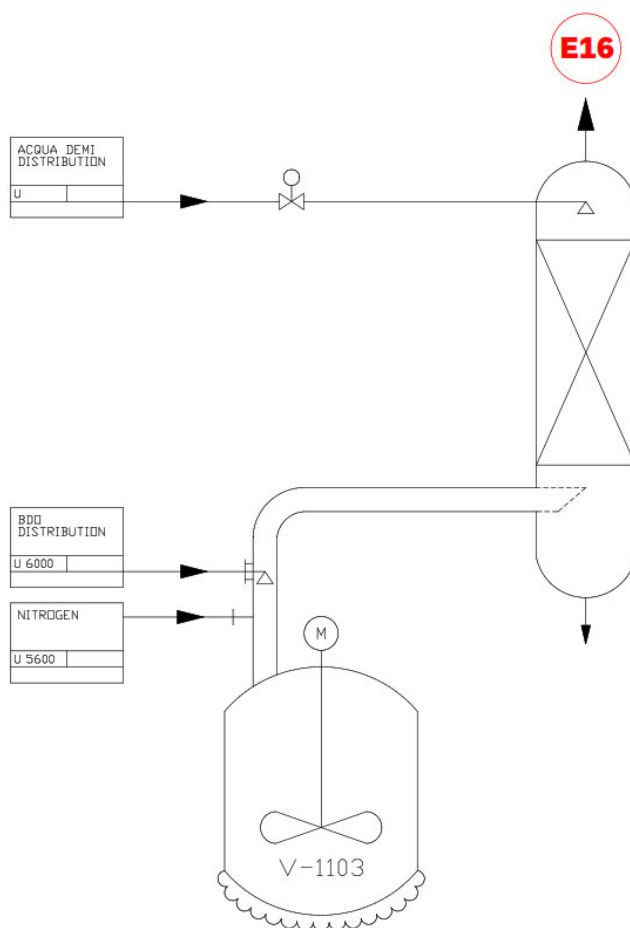 E16
ACQUA DEMI
DISTRIBUTION
U
BDO
DISTRIBUTION
U 6000
NITROGEN
U 5600
M
V-1103